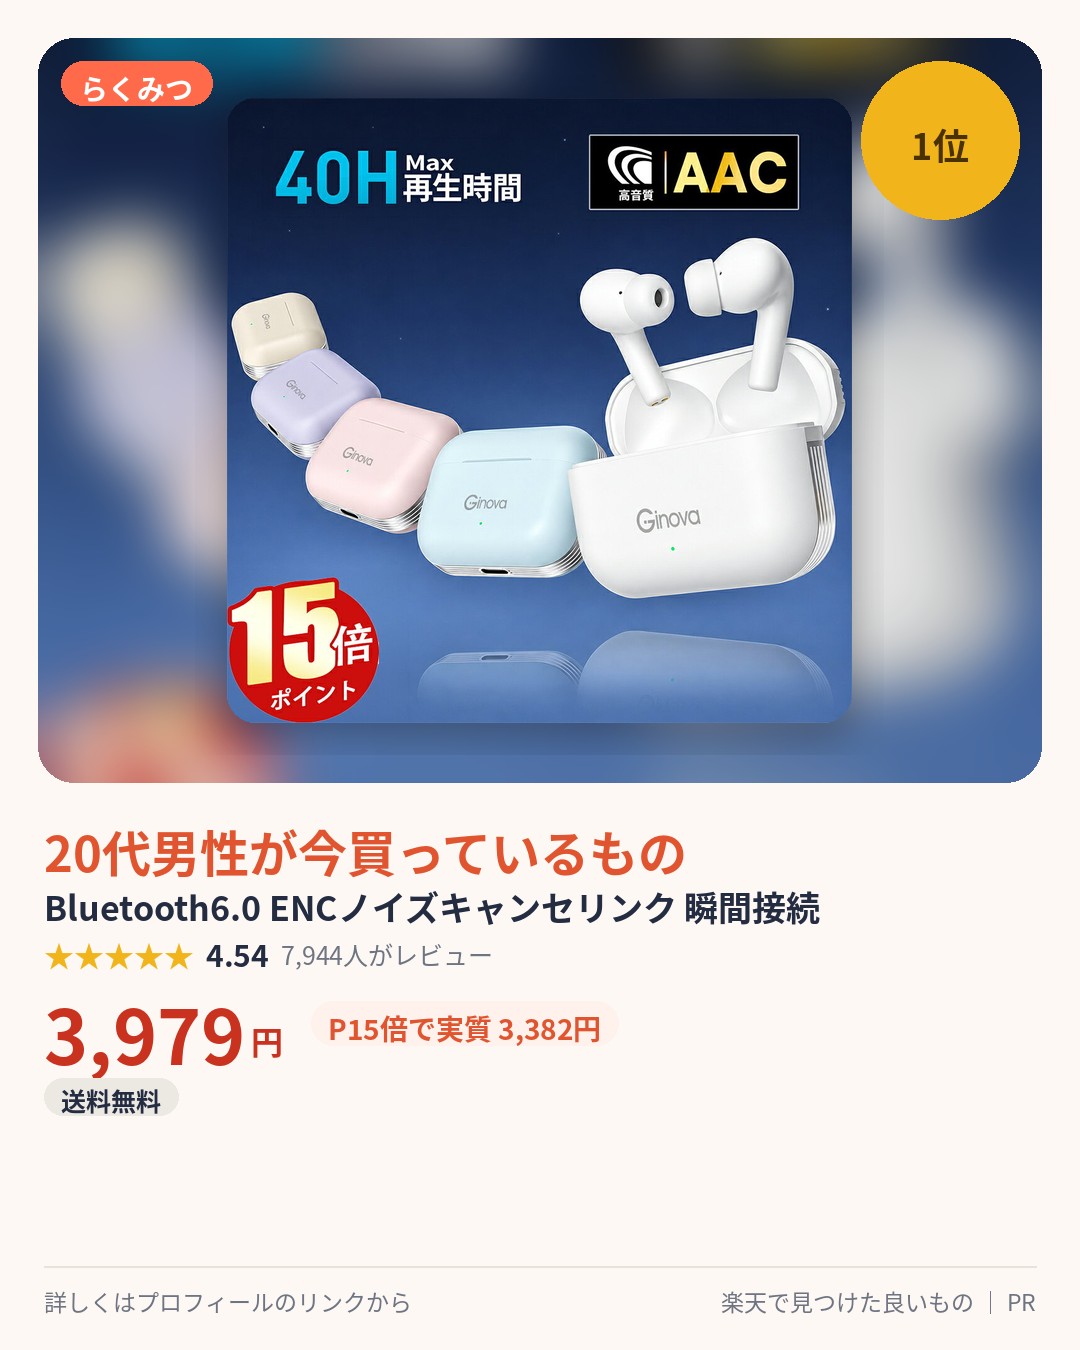 らくみつ
1位
40H Max 再生時間
高音質 AAC
Ginova
Ginova
Ginova
Ginova
Ginova
15倍
ポイント
20代男性が今買っているもの
Bluetooth6.0 ENCノイズキャンセリンク 瞬間接続
★★★★★ 4.54 7,944人がレビュー
3,979円 P15倍で実質 3,382円
送料無料
詳しくはプロフィールのリンクから
楽天で見つけた良いもの | PR